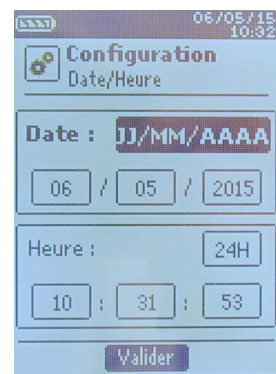 06/05/15
10:32
Configuration
Date/Heure
Date : JJ/MM/AAAA
06 / 05 / 2015
Heure : 24H
10 : 31 : 53
Valider